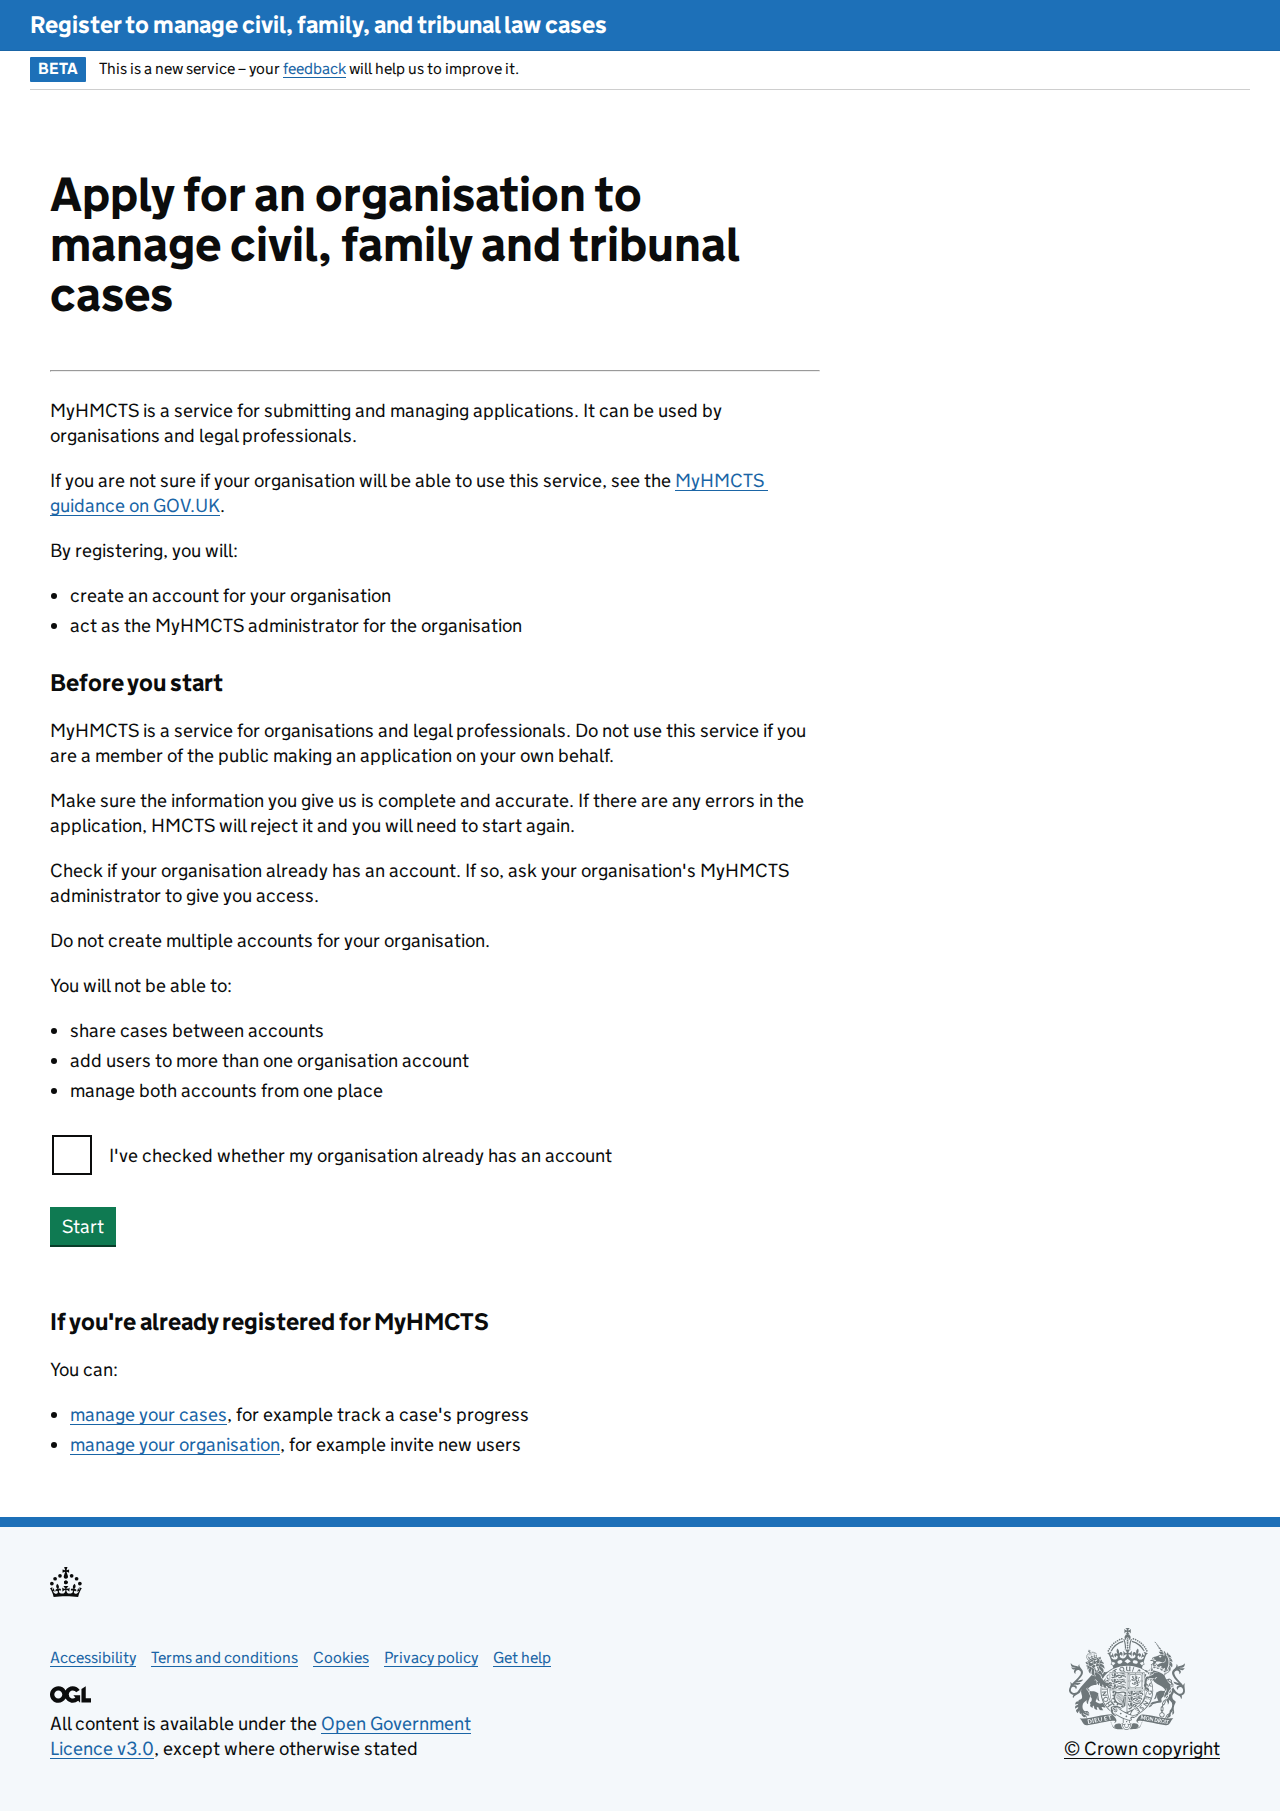 Register to manage civil, family, and tribunal law cases
BETA This is a new service – your feedback will help us to improve it.
Apply for an organisation to
manage civil, family and tribunal
cases
MyHMCTS is a service for submitting and managing applications. It can be used by
organisations and legal professionals.
If you are not sure if your organisation will be able to use this service, see the MyHMCTS
guidance on GOV.UK.
By registering, you will:
• create an account for your organisation
• act as the MyHMCTS administrator for the organisation
Before you start
MyHMCTS is a service for organisations and legal professionals. Do not use this service if you
are a member of the public making an application on your own behalf.
Make sure the information you give us is complete and accurate. If there are any errors in the
application, HMCTS will reject it and you will need to start again.
Check if your organisation already has an account. If so, ask your organisation's MyHMCTS
administrator to give you access.
Do not create multiple accounts for your organisation.
You will not be able to:
• share cases between accounts
• add users to more than one organisation account
• manage both accounts from one place
I've checked whether my organisation already has an account
Start
If you're already registered for MyHMCTS
You can:
• manage your cases, for example track a case's progress
• manage your organisation, for example invite new users
Accessibility Terms and conditions Cookies Privacy policy Get help
OGL
All content is available under the Open Government
Licence v3.0, except where otherwise stated
© Crown copyright